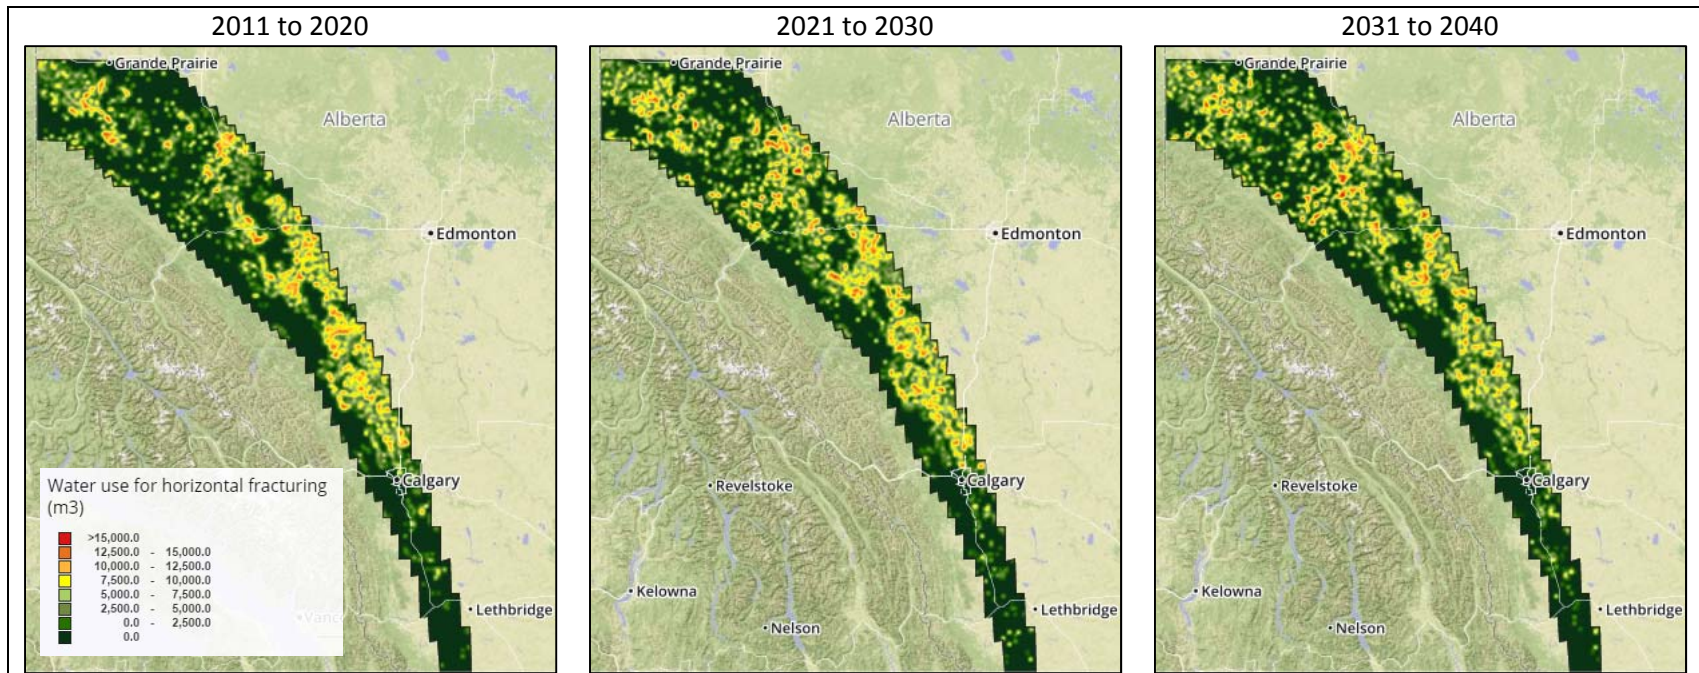 2011 to 2020
2021 to 2030
2031 to 2040
Grande Prairie
Alberta
Edmonton
Calgary
Lethbridge
Water use for horizontal fracturing
(m3)
>15,000.0
12,500.0 - 15,000.0
10,000.0 - 12,500.0
7,500.0 - 10,000.0
5,000.0 - 7,500.0
2,500.0 - 5,000.0
0.0 - 2,500.0
0.0
Grande Prairie
Alberta
Edmonton
Revelstoke
Calgary
Kelowna
Lethbridge
Nelson
Grande Prairie
Alberta
Edmonton
Revelstoke
Calgary
Kelowna
Lethbridge
Nelson